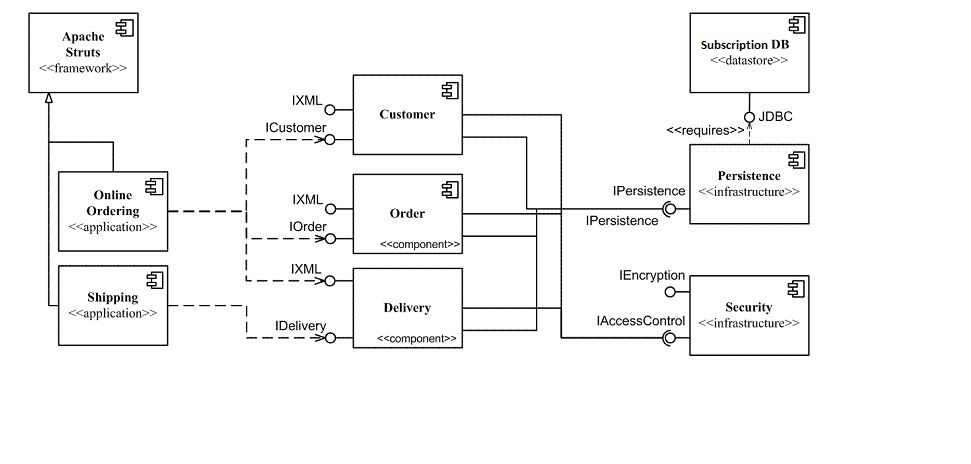 Apache
Struts
<<framework>>
Subscription DB
<<datastore>>
JDBC
<<requires>>
IXML
ICustomer
Customer
Online
Ordering
<<application>>
IXML
IOrder
Order
<<component>>
IPersistence
IPersistence
Persistence
<<infrastructure>>
Shipping
<<application>>
IXML
IDelivery
Delivery
<<component>>
IEncryption
IAccessControl
Security
<<infrastructure>>